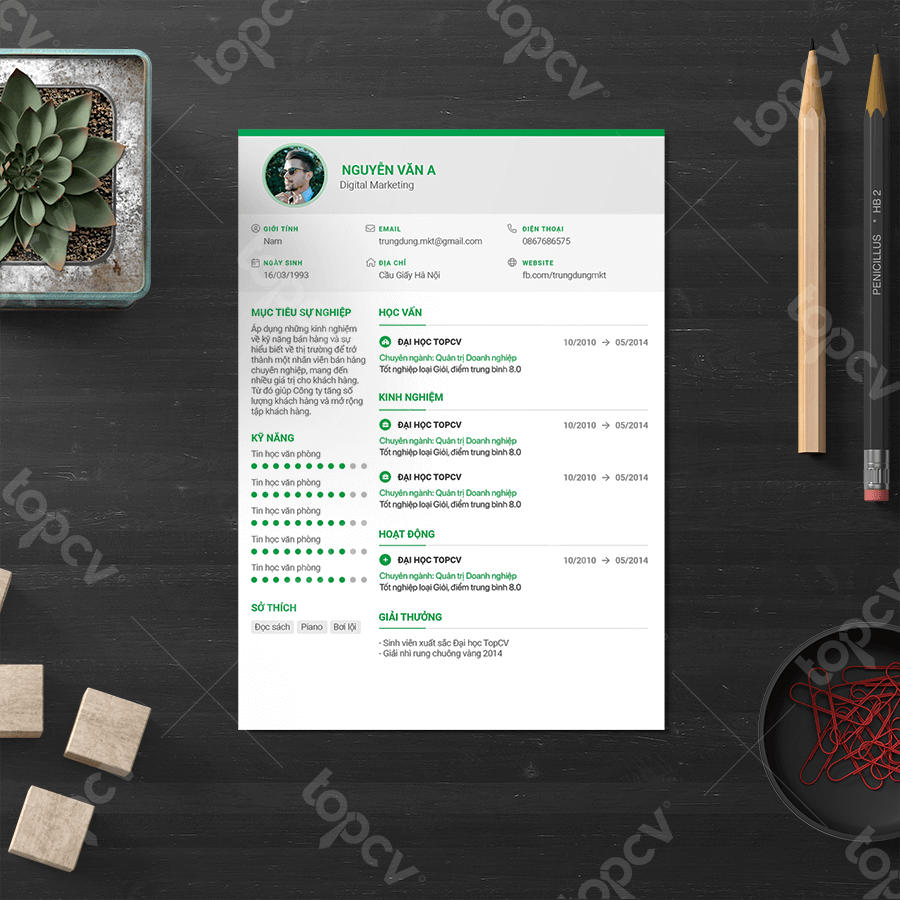 NGUYỄN VĂN A
Digital Marketing
GIỚI TÍNH
Nam
EMAIL
trungdung.mkt@gmail.com
ĐIỆN THOẠI
0867686575
NGÀY SINH
16/03/1993
ĐỊA CHỈ
Cầu Giấy Hà Nội
WEBSITE
fb.com/trungdungmkt
MỤC TIÊU SỰ NGHIỆP
Áp dụng những kinh nghiệm
về kỹ năng bán hàng và sự
hiểu biết về thị trường để trở
thành một nhân viên bán hàng
chuyên nghiệp, mang đến
nhiều giá trị cho khách hàng.
Từ đó giúp Công ty tăng số
lượng khách hàng và mở rộng
tập khách hàng.
KỸ NĂNG
Tin học văn phòng
Tin học văn phòng
Tin học văn phòng
Tin học văn phòng
Tin học văn phòng
SỞ THÍCH
Đọc sách Piano Bơi lội
HỌC VẤN
ĐẠI HỌC TOPCV 10/2010 → 05/2014
Chuyên ngành: Quản trị Doanh nghiệp
Tốt nghiệp loại Giỏi, điểm trung bình 8.0
KINH NGHIỆM
ĐẠI HỌC TOPCV 10/2010 → 05/2014
Chuyên ngành: Quản trị Doanh nghiệp
Tốt nghiệp loại Giỏi, điểm trung bình 8.0
ĐẠI HỌC TOPCV 10/2010 → 05/2014
Chuyên ngành: Quản trị Doanh nghiệp
Tốt nghiệp loại Giỏi, điểm trung bình 8.0
HOẠT ĐỘNG
ĐẠI HỌC TOPCV 10/2010 → 05/2014
Chuyên ngành: Quản trị Doanh nghiệp
Tốt nghiệp loại Giỏi, điểm trung bình 8.0
GIẢI THƯỞNG
- Sinh viên xuất sắc Đại học TopCV
- Giải nhì rung chuông vàng 2014
PENICILLUS * HB 2
topcv
topcv
topcv
topcv
topcv
topcv
topcv
topcv